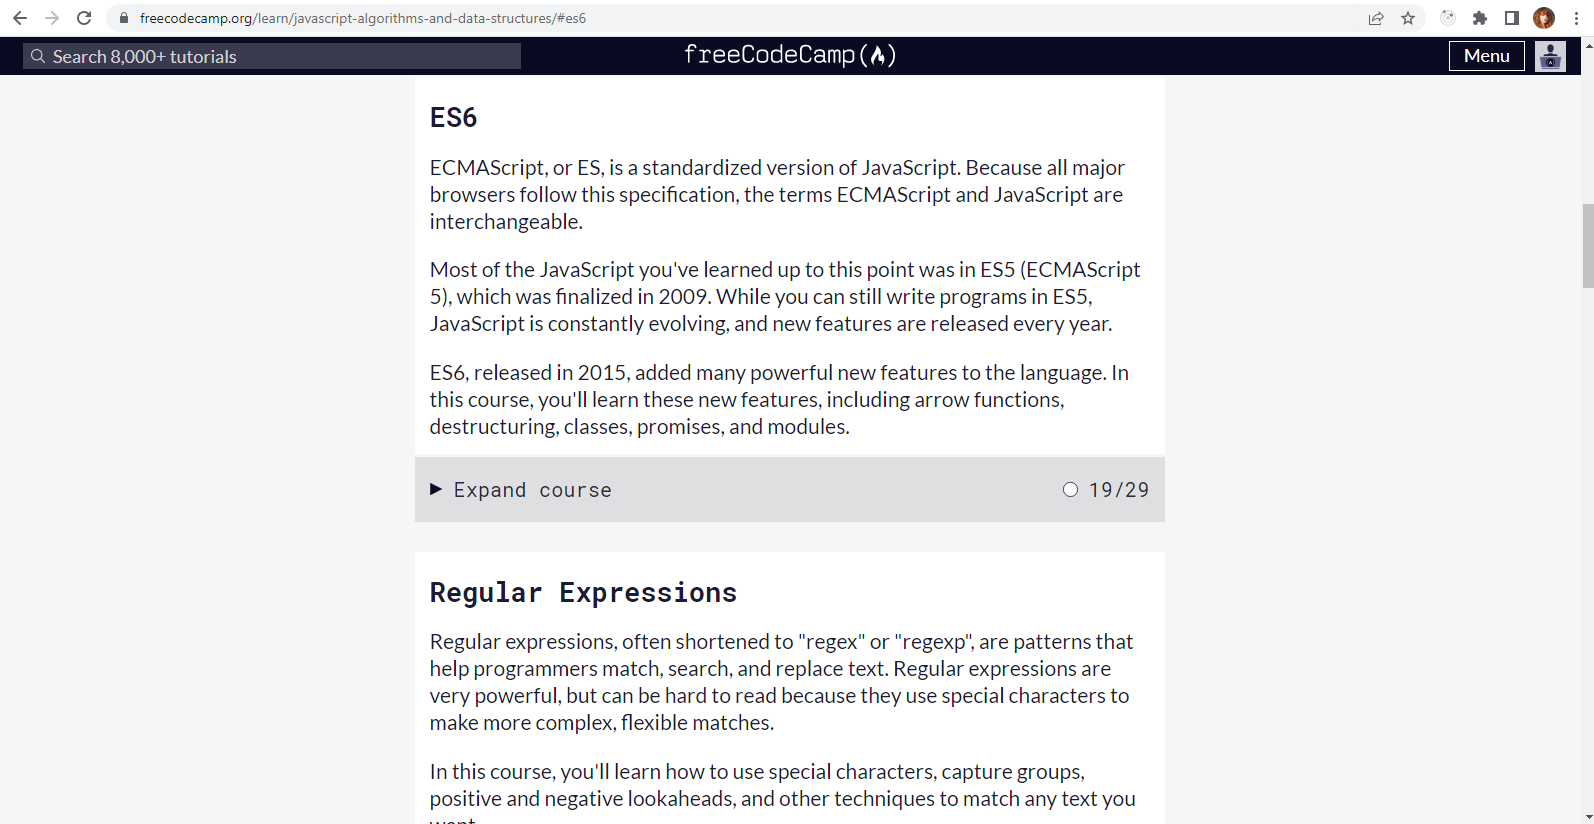 freecodecamp.org/learn/javascript-algorithms-and-data-structures/#es6
Search 8,000+ tutorials
freeCodeCamp
Menu
ES6
ECMAScript, or ES, is a standardized version of JavaScript. Because all major
browsers follow this specification, the terms ECMAScript and JavaScript are
interchangeable.
Most of the JavaScript you've learned up to this point was in ES5 (ECMAScript
5), which was finalized in 2009. While you can still write programs in ES5,
JavaScript is constantly evolving, and new features are released every year.
ES6, released in 2015, added many powerful new features to the language. In
this course, you'll learn these new features, including arrow functions,
destructuring, classes, promises, and modules.
Expand course 19/29
Regular Expressions
Regular expressions, often shortened to "regex" or "regexp", are patterns that
help programmers match, search, and replace text. Regular expressions are
very powerful, but can be hard to read because they use special characters to
make more complex, flexible matches.
In this course, you'll learn how to use special characters, capture groups,
positive and negative lookaheads, and other techniques to match any text you